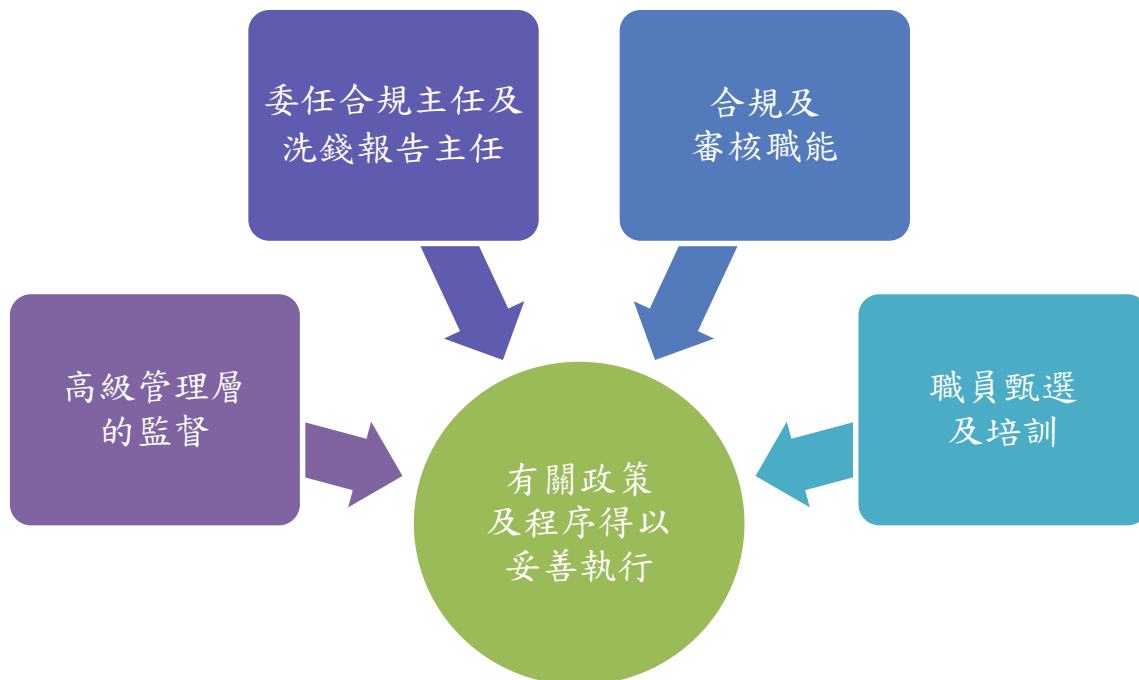 委任合規主任及
洗錢報告主任
合規及
審核職能
高級管理層
的監督
職員甄選
及培訓
有關政策
及程序得以
妥善執行